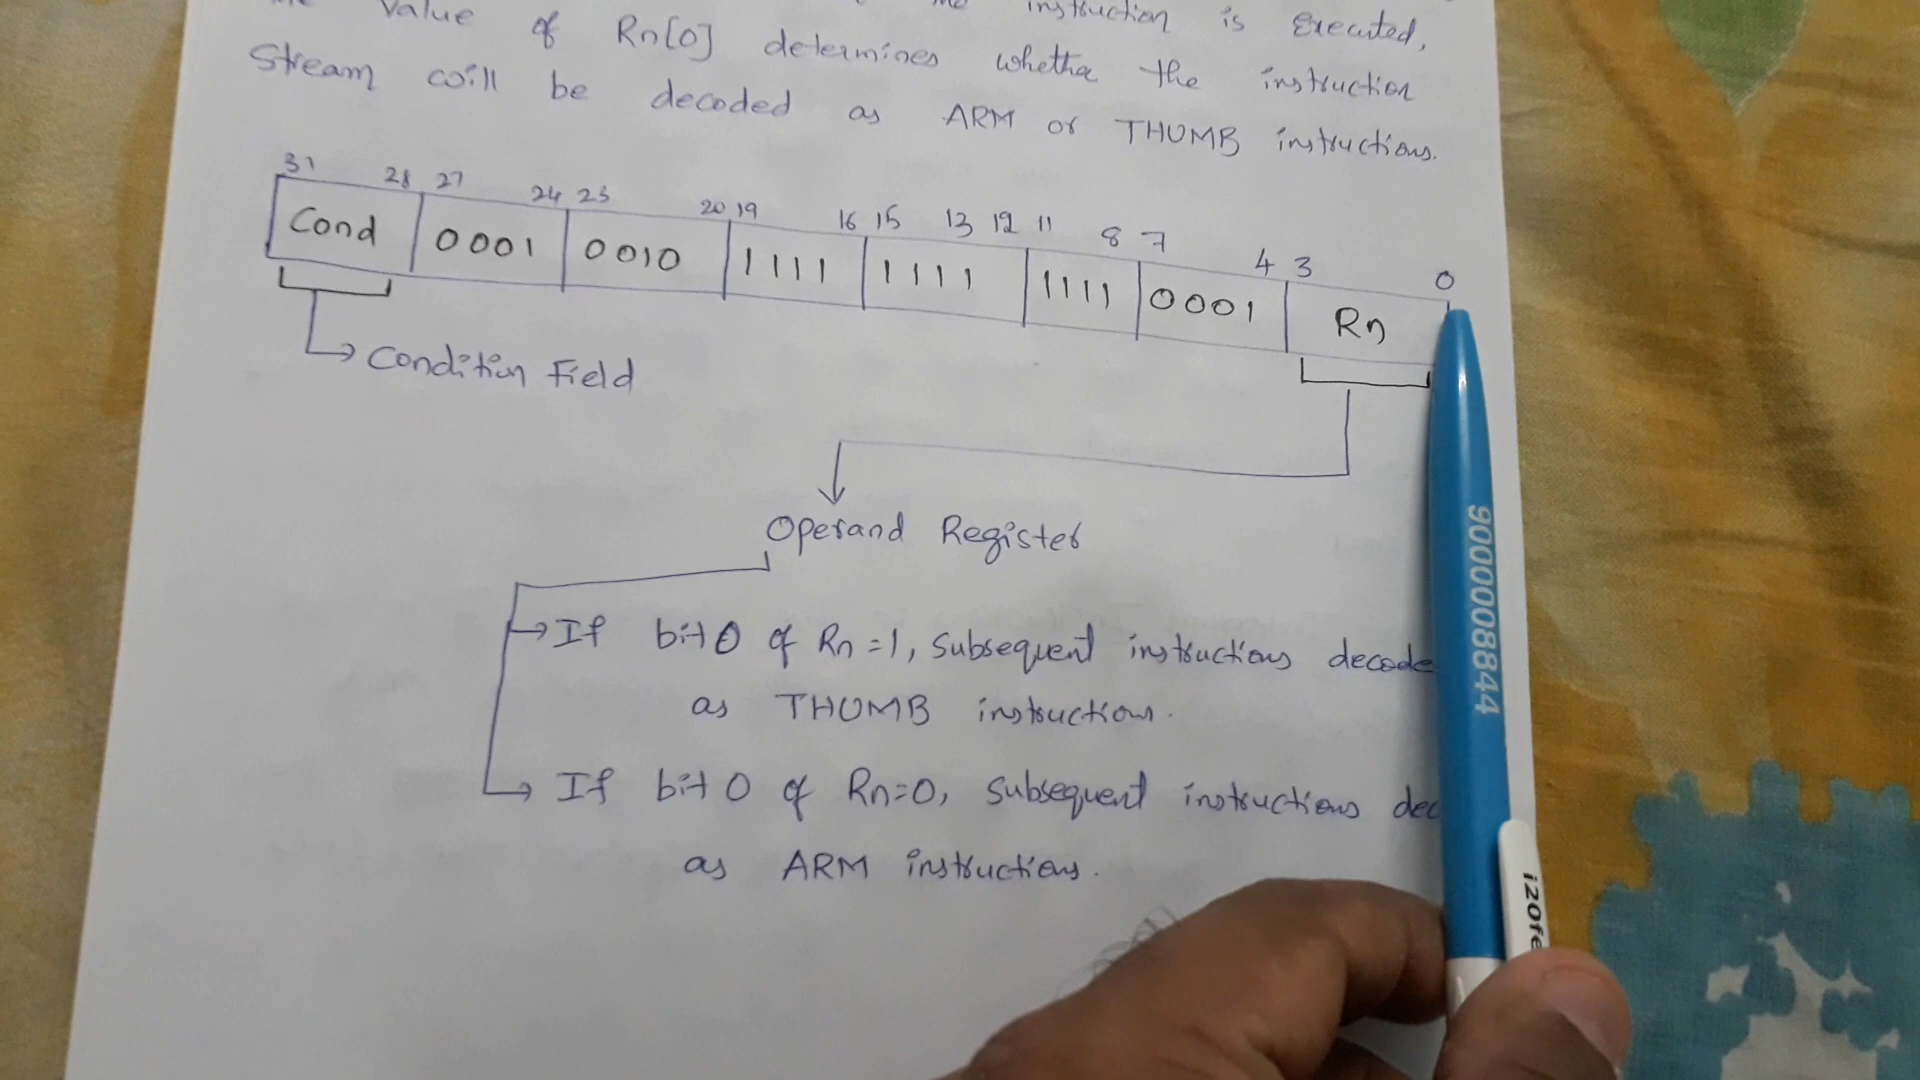 value of Rn[0] determines whether the instruction is executed,
Stream will be decoded as ARM or THUMB instructions.
31 28 27 24 23 20 19 16 15 13 12 11 8 7 4 3 0
Cond 0001 0010 1111 1111 1111 0001 Rn
Condition Field
Operand Register
If bit 0 of Rn=1, Subsequent instructions decode
as THUMB instructions.
If bit 0 of Rn=0, Subsequent instructions dec
as ARM instructions.
9000008844
i20fe